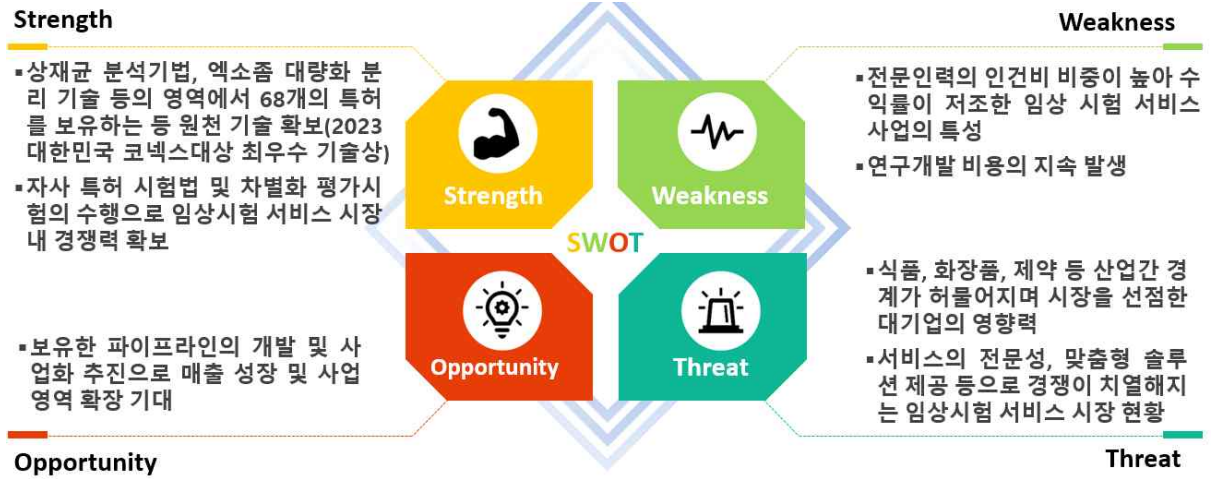 Strength
▪상재균 분석기법, 엑소좀 대량화 분
리 기술 등의 영역에서 68개의 특허
를 보유하는 등 원천 기술 확보(2023
대한민국 코넥스대상 최우수 기술상)
▪자사 특허 시험법 및 차별화 평가시
험의 수행으로 임상시험 서비스 시장
내 경쟁력 확보
Weakness
▪전문인력의 인건비 비중이 높아 수
익률이 저조한 임상 시험 서비스
사업의 특성
▪연구개발 비용의 지속 발생
Strength
Weakness
SWOT
Opportunity
Threat
▪보유한 파이프라인의 개발 및 사
업화 추진으로 매출 성장 및 사업
영역 확장 기대
Opportunity
▪식품, 화장품, 제약 등 산업간 경
계가 허물어지며 시장을 선점한
대기업의 영향력
▪서비스의 전문성, 맞춤형 솔루
션 제공 등으로 경쟁이 치열해지
는 임상시험 서비스 시장 현황
Threat